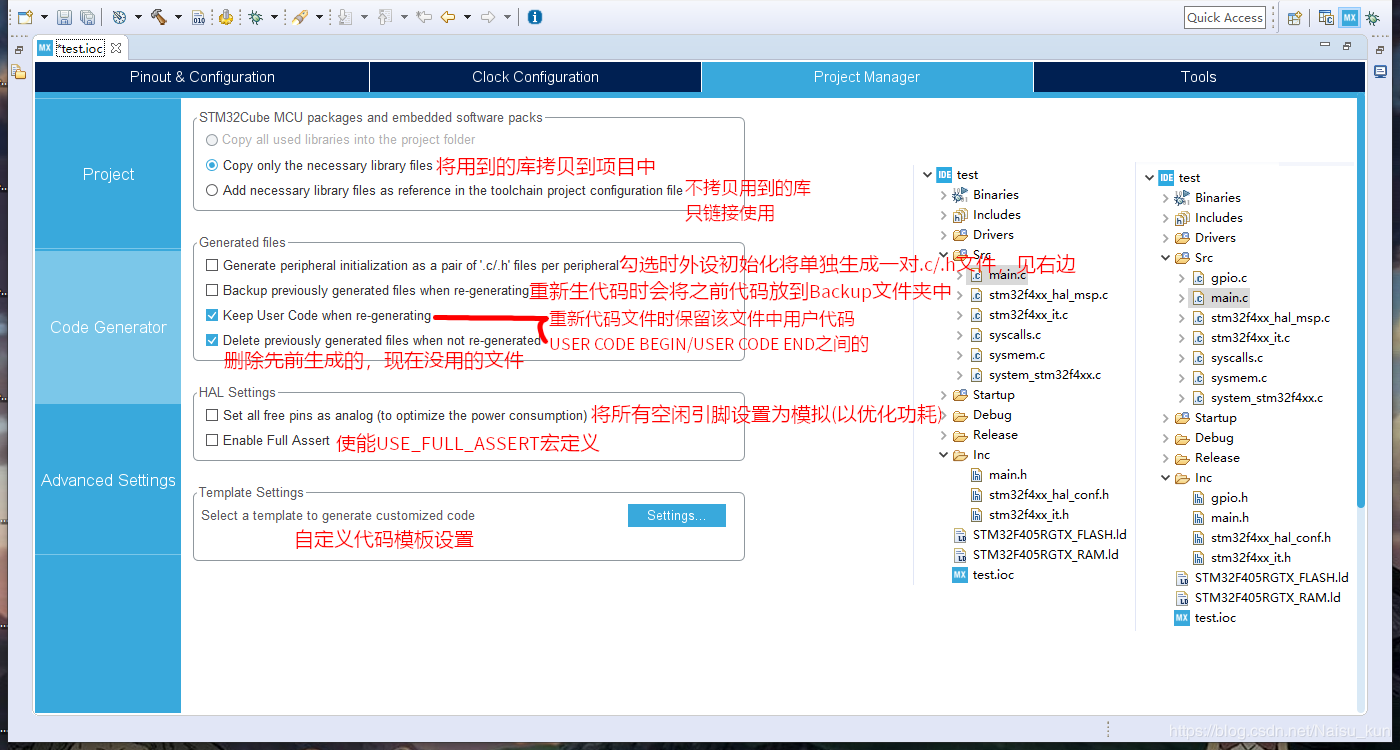 Quick Access
MX *test.ioc
Pinout & Configuration
Clock Configuration
Project Manager
Tools
Project
Code Generator
Advanced Settings
STM32Cube MCU packages and embedded software packs
Copy all used libraries into the project folder
Copy only the necessary library files 将用到的库拷贝到项目中
Add necessary library files as reference in the toolchain project configuration file 不拷贝用到的库
只链接使用
Generated files
Generate peripheral initialization as a pair of '.c/.h' files per peripheral 勾选时外设初始化将单独生成一对.c/.h文件，见右边
Backup previously generated files when re-generating 重新生代码时会将之前代码放到Backup文件夹中
Keep User Code when re-generating 重新代码文件时保留该文件中用户代码
Delete previously generated files when not re-generated USER CODE BEGIN/USER CODE END之间的
删除先前生成的，现在没用的文件
HAL Settings
Set all free pins as analog (to optimize the power consumption) 将所有空闲引脚设置为模拟(以优化功耗)
Enable Full Assert 使能USE_FULL_ASSERT宏定义
Template Settings
Select a template to generate customized code
Settings...
自定义代码模板设置
IDE test
Binaries
Includes
Drivers
Src
main.c
stm32f4xx_hal_msp.c
stm32f4xx_it.c
syscalls.c
sysmem.c
system_stm32f4xx.c
Startup
Debug
Release
Inc
main.h
stm32f4xx_hal_conf.h
stm32f4xx_it.h
STM32F405RGTX_FLASH.ld
STM32F405RGTX_RAM.ld
MX test.ioc
IDE test
Binaries
Includes
Drivers
Src
gpio.c
main.c
stm32f4xx_hal_msp.c
stm32f4xx_it.c
syscalls.c
sysmem.c
system_stm32f4xx.c
Startup
Debug
Release
Inc
gpio.h
main.h
stm32f4xx_hal_conf.h
stm32f4xx_it.h
STM32F405RGTX_FLASH.ld
STM32F405RGTX_RAM.ld
MX test.ioc
https://blog.csdn.net/Naisu_kun